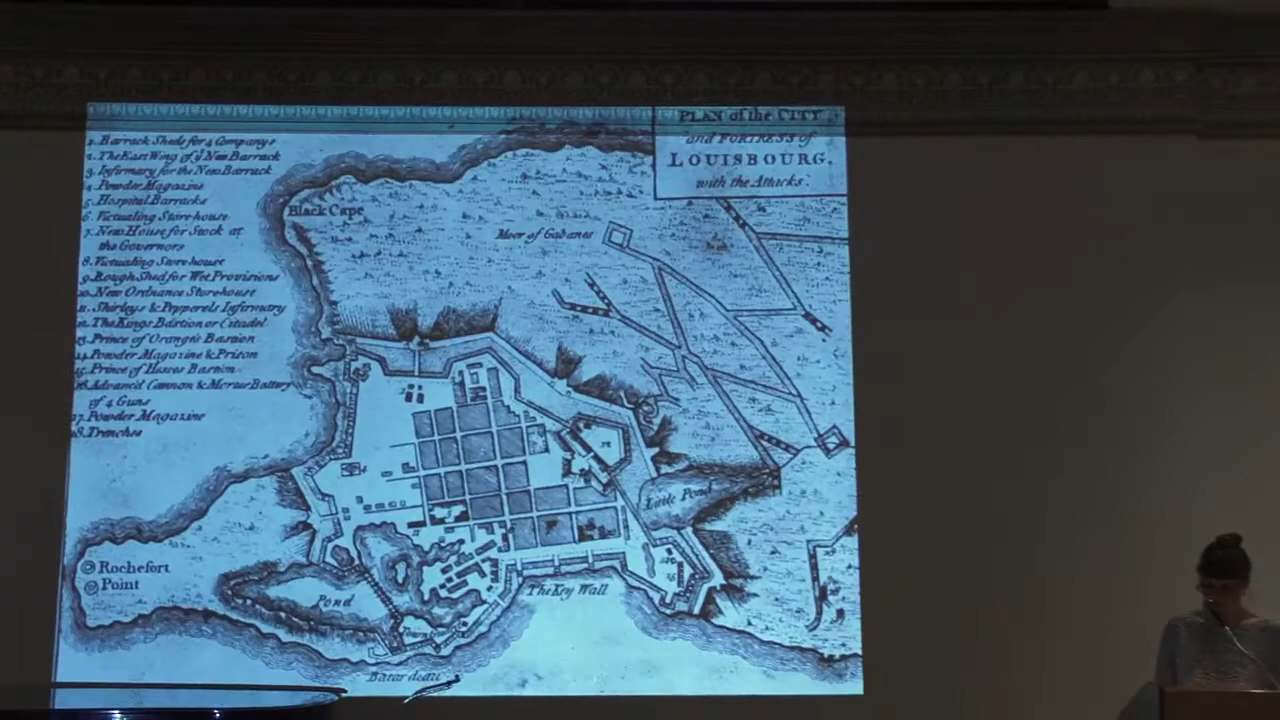 PLAN of the CITY
and FORTRESS of
LOUISBOURG,
with the Attacks.
1. Barrack Sheds for 4 Companys
2. The East Wing of ye New Barrack
3. Infirmary for the New Barrack
4. Powder Magazine
5. Hospital Barracks
6. Victualing Store-house
7. New House for Stock at
the Governors
8. Victualing Storehouse
9. Rough Shed for Wet Provisions
10. New Ordnance Storehouse
11. Shirleys & Pepperels Infirmary
12. The Kings Bastion or Citadel
13. Prince of Oranges Bastion
14. Powder Magazine & Prison
15. Prince of Hesses Bastion
16. Advanc'd Cannon & Mortar Battery
of 4 Guns
17. Powder Magazine
18. Trenches
Black Cape
Moor of Gabanes
Little Pond
Rochefort
Point
Pond
The Key Wall
Town Gate
Batardeau